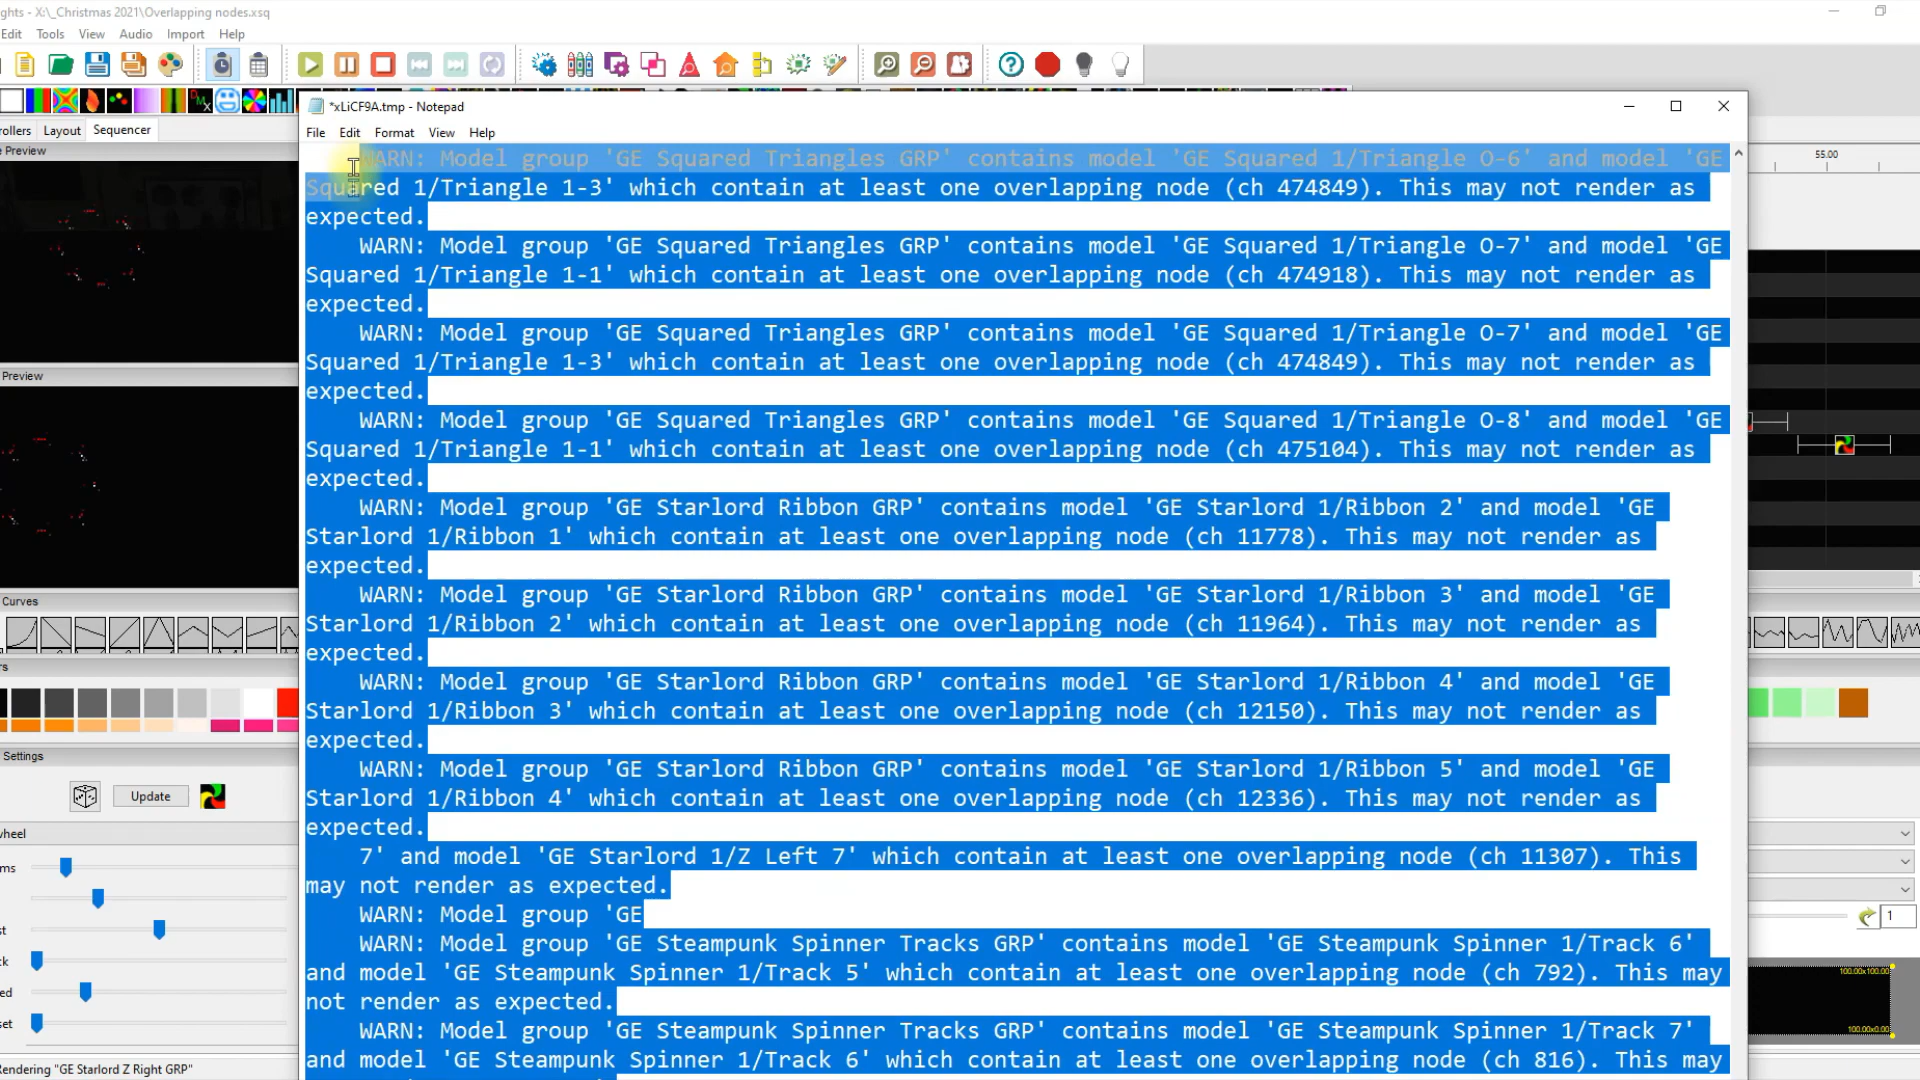 ghts - X:\_Christmas 2021\Overlapping nodes.xsq
Edit Tools View Audio Import Help
*xLiCF9A.tmp - Notepad
File Edit Format View Help
ollers Layout Sequencer
e Preview
55.00
WARN: Model group 'GE Squared Triangles GRP' contains model 'GE Squared 1/Triangle O-6' and model 'GE
Squared 1/Triangle 1-3' which contain at least one overlapping node (ch 474849). This may not render as
expected.
WARN: Model group 'GE Squared Triangles GRP' contains model 'GE Squared 1/Triangle O-7' and model 'GE
Squared 1/Triangle 1-1' which contain at least one overlapping node (ch 474918). This may not render as
expected.
WARN: Model group 'GE Squared Triangles GRP' contains model 'GE Squared 1/Triangle O-7' and model 'GE
Squared 1/Triangle 1-3' which contain at least one overlapping node (ch 474849). This may not render as
expected.
WARN: Model group 'GE Squared Triangles GRP' contains model 'GE Squared 1/Triangle O-8' and model 'GE
Squared 1/Triangle 1-1' which contain at least one overlapping node (ch 475104). This may not render as
expected.
WARN: Model group 'GE Starlord Ribbon GRP' contains model 'GE Starlord 1/Ribbon 2' and model 'GE
Starlord 1/Ribbon 1' which contain at least one overlapping node (ch 11778). This may not render as
expected.
WARN: Model group 'GE Starlord Ribbon GRP' contains model 'GE Starlord 1/Ribbon 3' and model 'GE
Starlord 1/Ribbon 2' which contain at least one overlapping node (ch 11964). This may not render as
expected.
WARN: Model group 'GE Starlord Ribbon GRP' contains model 'GE Starlord 1/Ribbon 4' and model 'GE
Starlord 1/Ribbon 3' which contain at least one overlapping node (ch 12150). This may not render as
expected.
WARN: Model group 'GE Starlord Ribbon GRP' contains model 'GE Starlord 1/Ribbon 5' and model 'GE
Starlord 1/Ribbon 4' which contain at least one overlapping node (ch 12336). This may not render as
expected.
7' and model 'GE Starlord 1/Z Left 7' which contain at least one overlapping node (ch 11307). This
may not render as expected.
WARN: Model group 'GE
WARN: Model group 'GE Steampunk Spinner Tracks GRP' contains model 'GE Steampunk Spinner 1/Track 6'
and model 'GE Steampunk Spinner 1/Track 5' which contain at least one overlapping node (ch 792). This may
not render as expected.
WARN: Model group 'GE Steampunk Spinner Tracks GRP' contains model 'GE Steampunk Spinner 1/Track 7'
and model 'GE Steampunk Spinner 1/Track 6' which contain at least one overlapping node (ch 816). This may
Preview
Curves
rs
Settings
Update
heel
ms
st
ck
ed
set
1
100.00x100.00
100.00x0.00
endering "GE Starlord Z Right GRP"